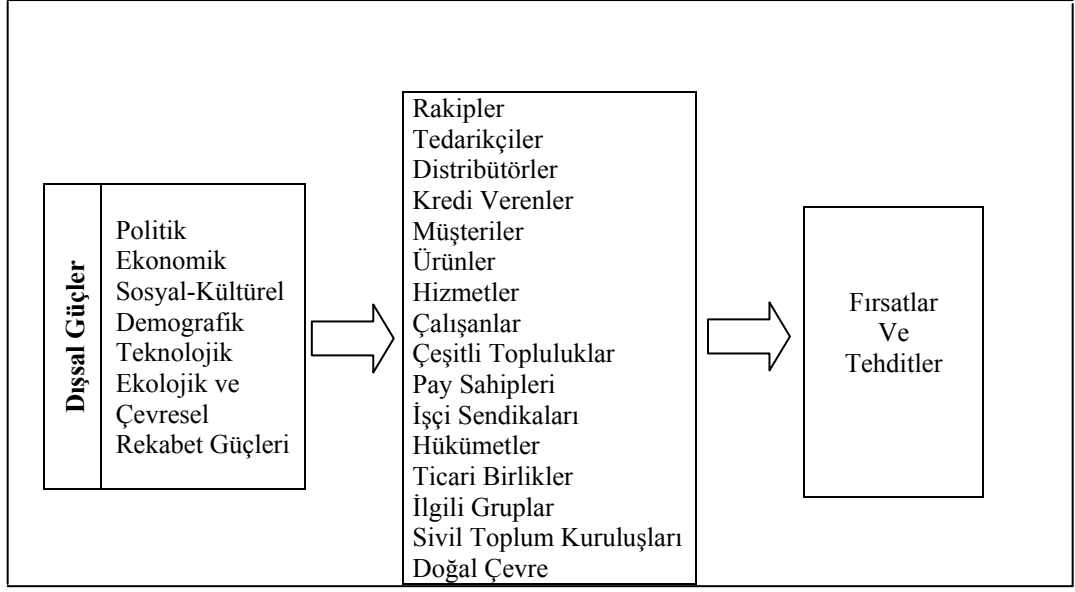 Dışsal Güçler
Politik
Ekonomik
Sosyal-Kültürel
Demografik
Teknolojik
Ekolojik ve
Çevresel
Rekabet Güçleri
Rakipler
Tedarikçiler
Distribütörler
Kredi Verenler
Müşteriler
Ürünler
Hizmetler
Çalışanlar
Çeşitli Topluluklar
Pay Sahipleri
İşçi Sendikaları
Hükümetler
Ticari Birlikler
İlgili Gruplar
Sivil Toplum Kuruluşları
Doğal Çevre
Fırsatlar
Ve
Tehditler